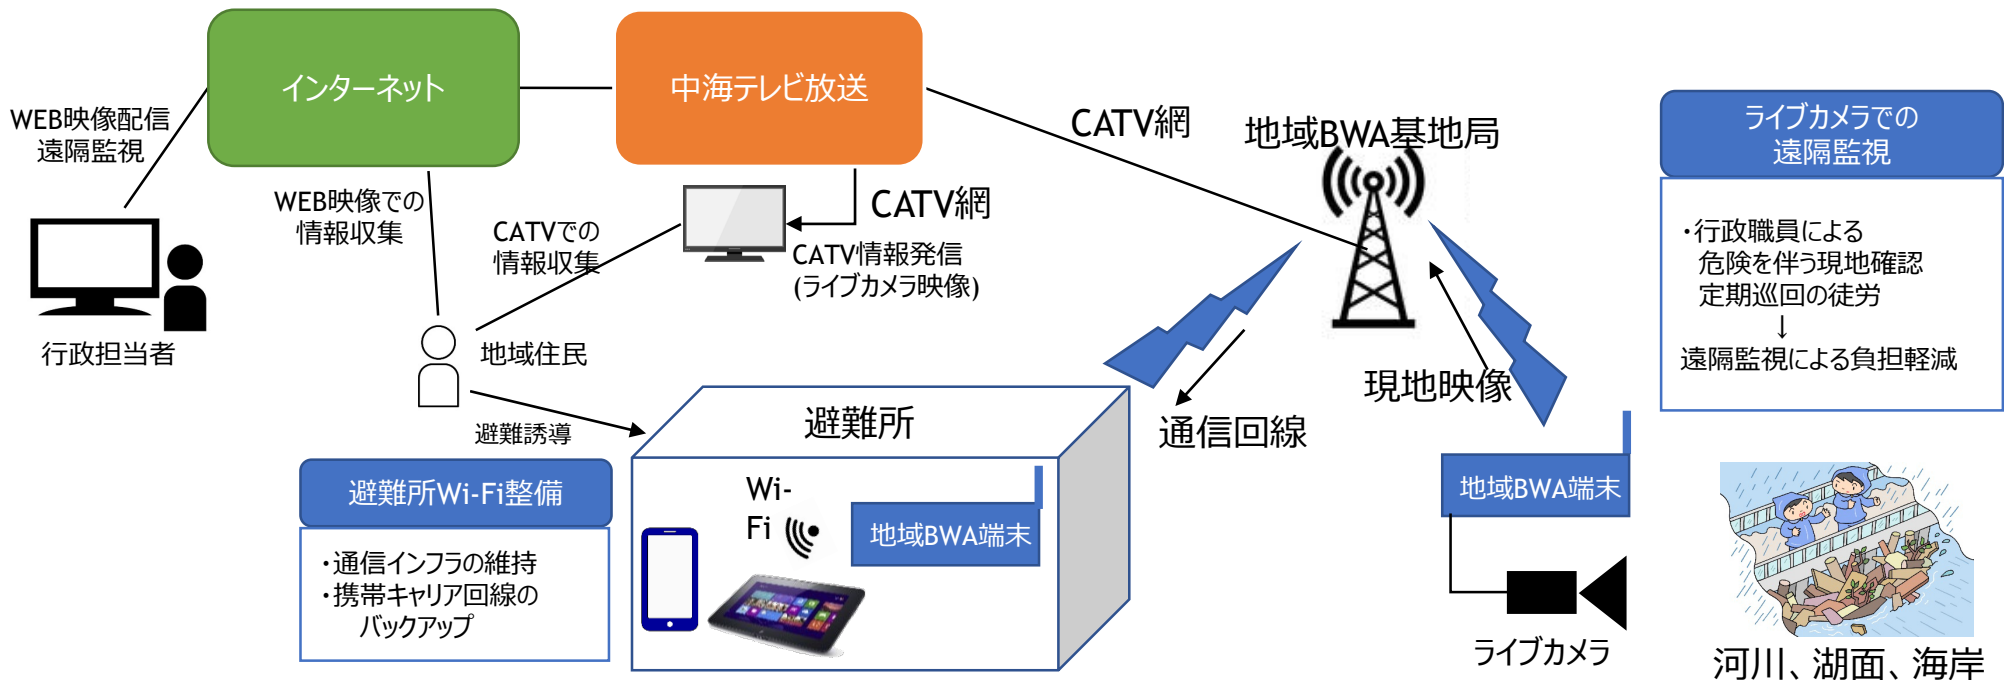 インターネット
中海テレビ放送
WEB映像配信
遠隔監視
行政担当者
WEB映像での
情報収集
CATVでの
情報収集
CATV網
CATV情報発信
(ライブカメラ映像)
地域住民
避難誘導
CATV網
地域BWA基地局
通信回線
現地映像
ライブカメラでの
遠隔監視
・行政職員による
危険を伴う現地確認
定期巡回の徒労
↓
遠隔監視による負担軽減
避難所Wi-Fi整備
・通信インフラの維持
・携帯キャリア回線の
バックアップ
避難所
Wi-
Fi
地域BWA端末
地域BWA端末
ライブカメラ
河川、湖面、海岸